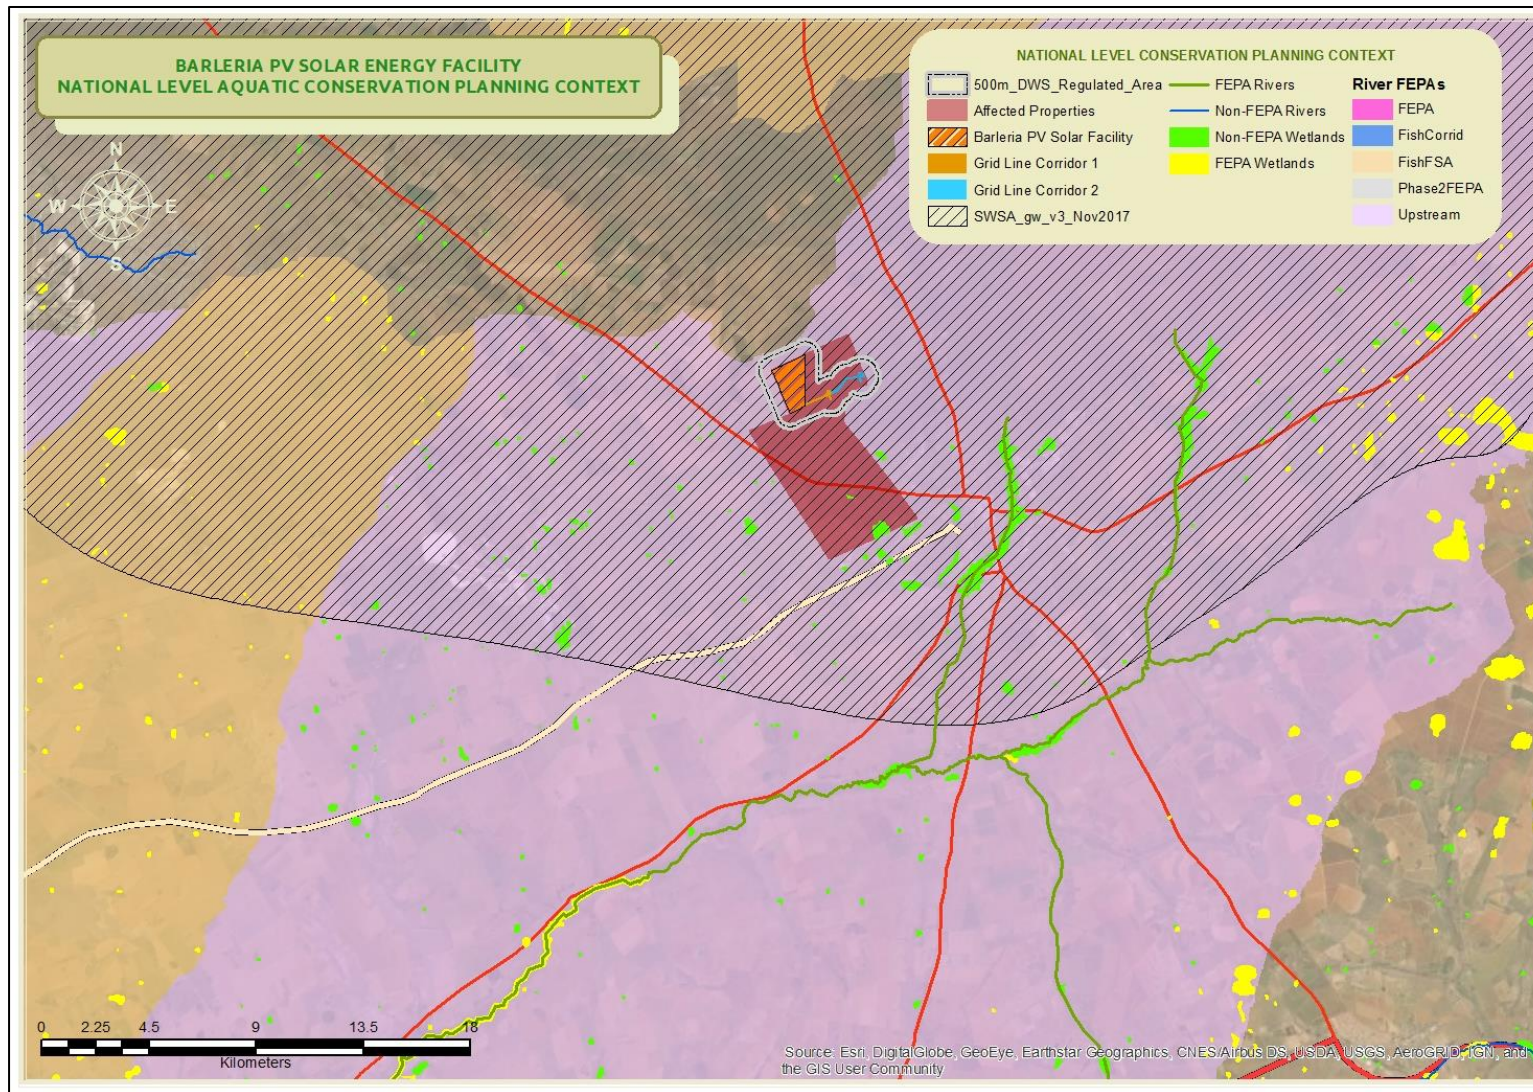 BARLERIA PV SOLAR ENERGY FACILITY
NATIONAL LEVEL AQUATIC CONSERVATION PLANNING CONTEXT
N
W
E
S
NATIONAL LEVEL CONSERVATION PLANNING CONTEXT
500m_DWS_Regulated_Area
Affected Properties
Barleria PV Solar Facility
Grid Line Corridor 1
Grid Line Corridor 2
SWSA_gw_v3_Nov2017
FEPA Rivers
Non-FEPA Rivers
Non-FEPA Wetlands
FEPA Wetlands
River FEPAs
FEPA
FishCorrid
FishFSA
Phase2FEPA
Upstream
0 2.25 4.5 9 13.5 18
Kilometers
Source: Esri, DigitalGlobe, GeoEye, Earthstar Geographics, CNES/Airbus DS, USDA, USGS, AeroGRID, IGN, and
the GIS User Community